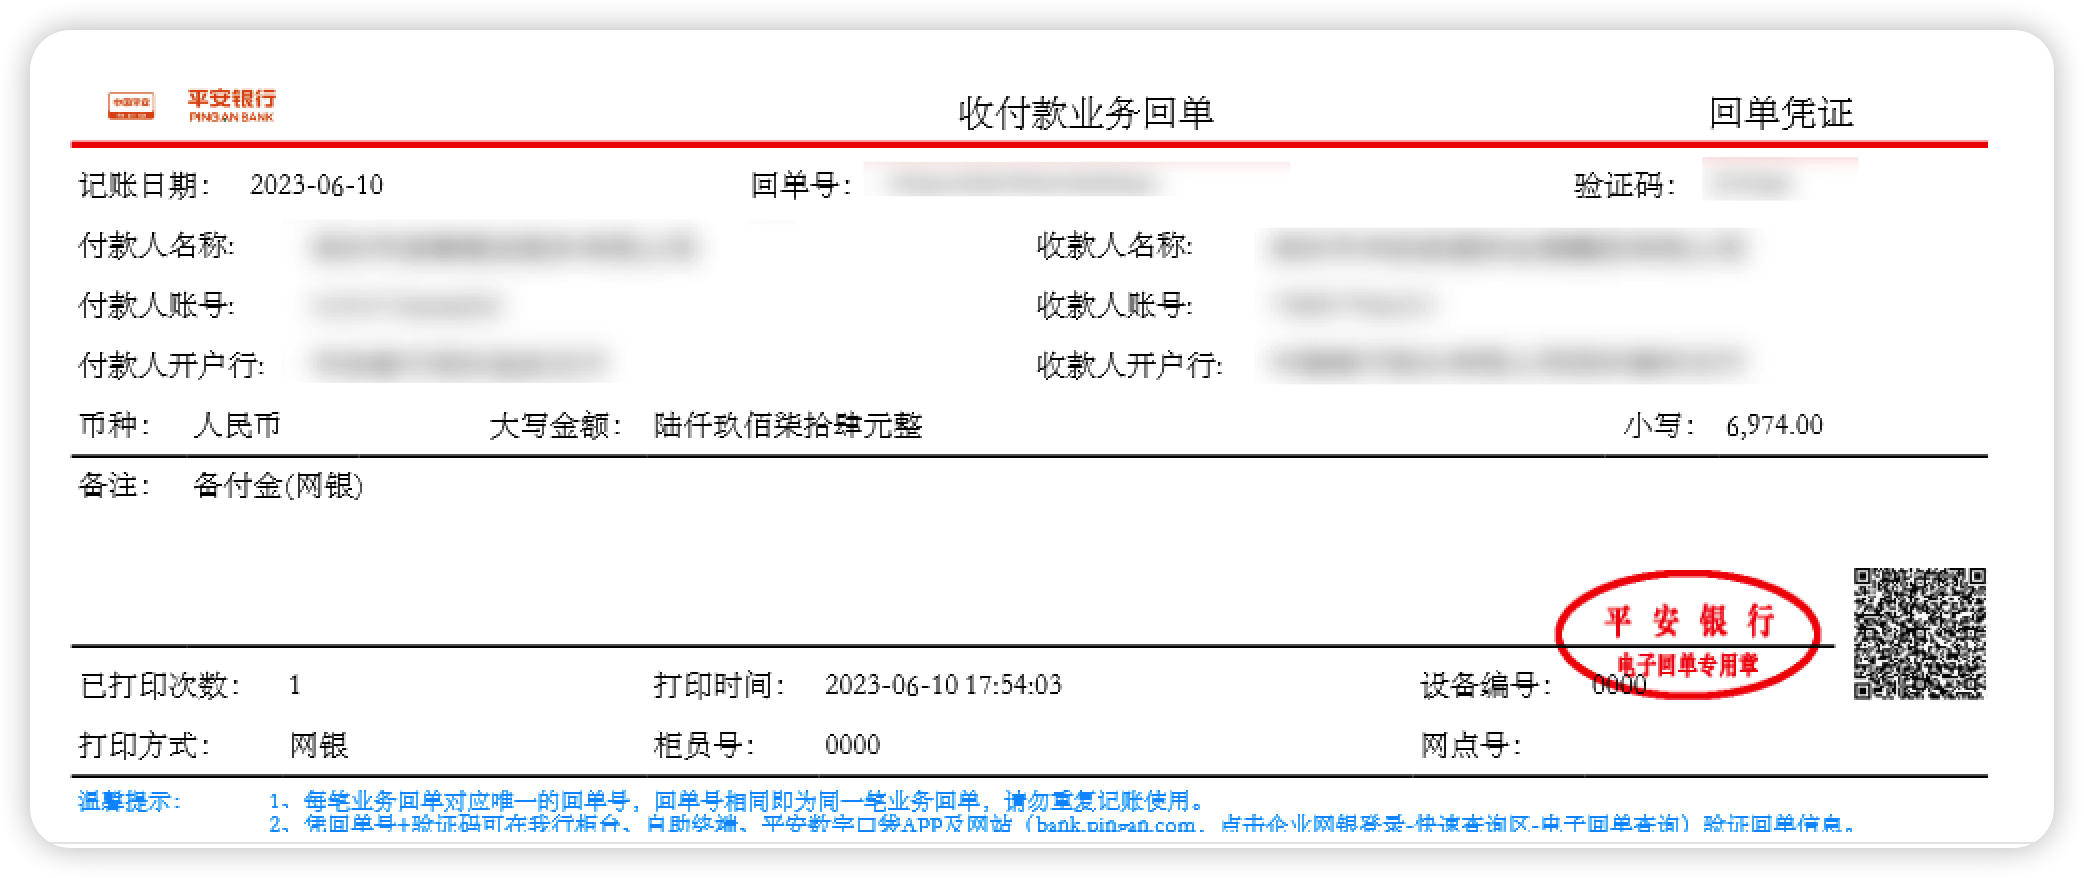 中国平安 平安银行 收付款业务回单 回单凭证
PINGAN BANK
记账日期： 2023-06-10 回单号： 验证码：
付款人名称: 收款人名称:
付款人账号: 收款人账号:
付款人开户行: 收款人开户行:
币种： 人民币 大写金额： 陆仟玖佰柒拾肆元整 小写： 6,974.00
备注： 备付金(网银)
平安银行
电子回单专用章
已打印次数： 1 打印时间： 2023-06-10 17:54:03 设备编号： 0000
打印方式： 网银 柜员号： 0000 网点号：
温馨提示： 1、每笔业务回单对应唯一的回单号，回单号相同即为同一笔业务回单，请勿重复记账使用。
2、凭回单号+验证码可在我行柜台、自助终端、平安数字口袋APP及网站（bank.pingan.com，点击企业网银登录-快速查询区-电子回单查询）验证回单信息。